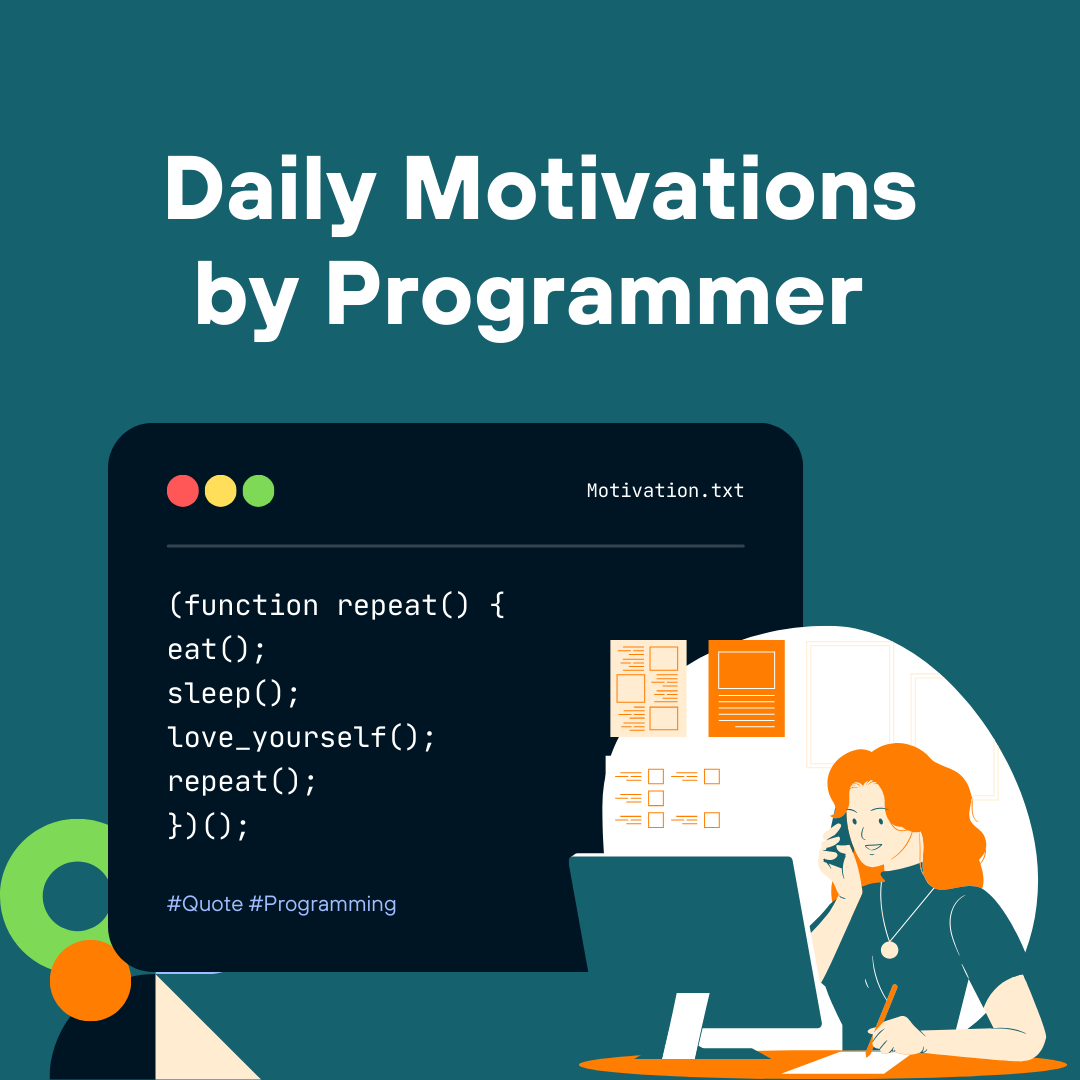 Daily Motivations
by Programmer
Motivation.txt
(function repeat() {
eat();
sleep();
love_yourself();
repeat();
})();
#Quote #Programming